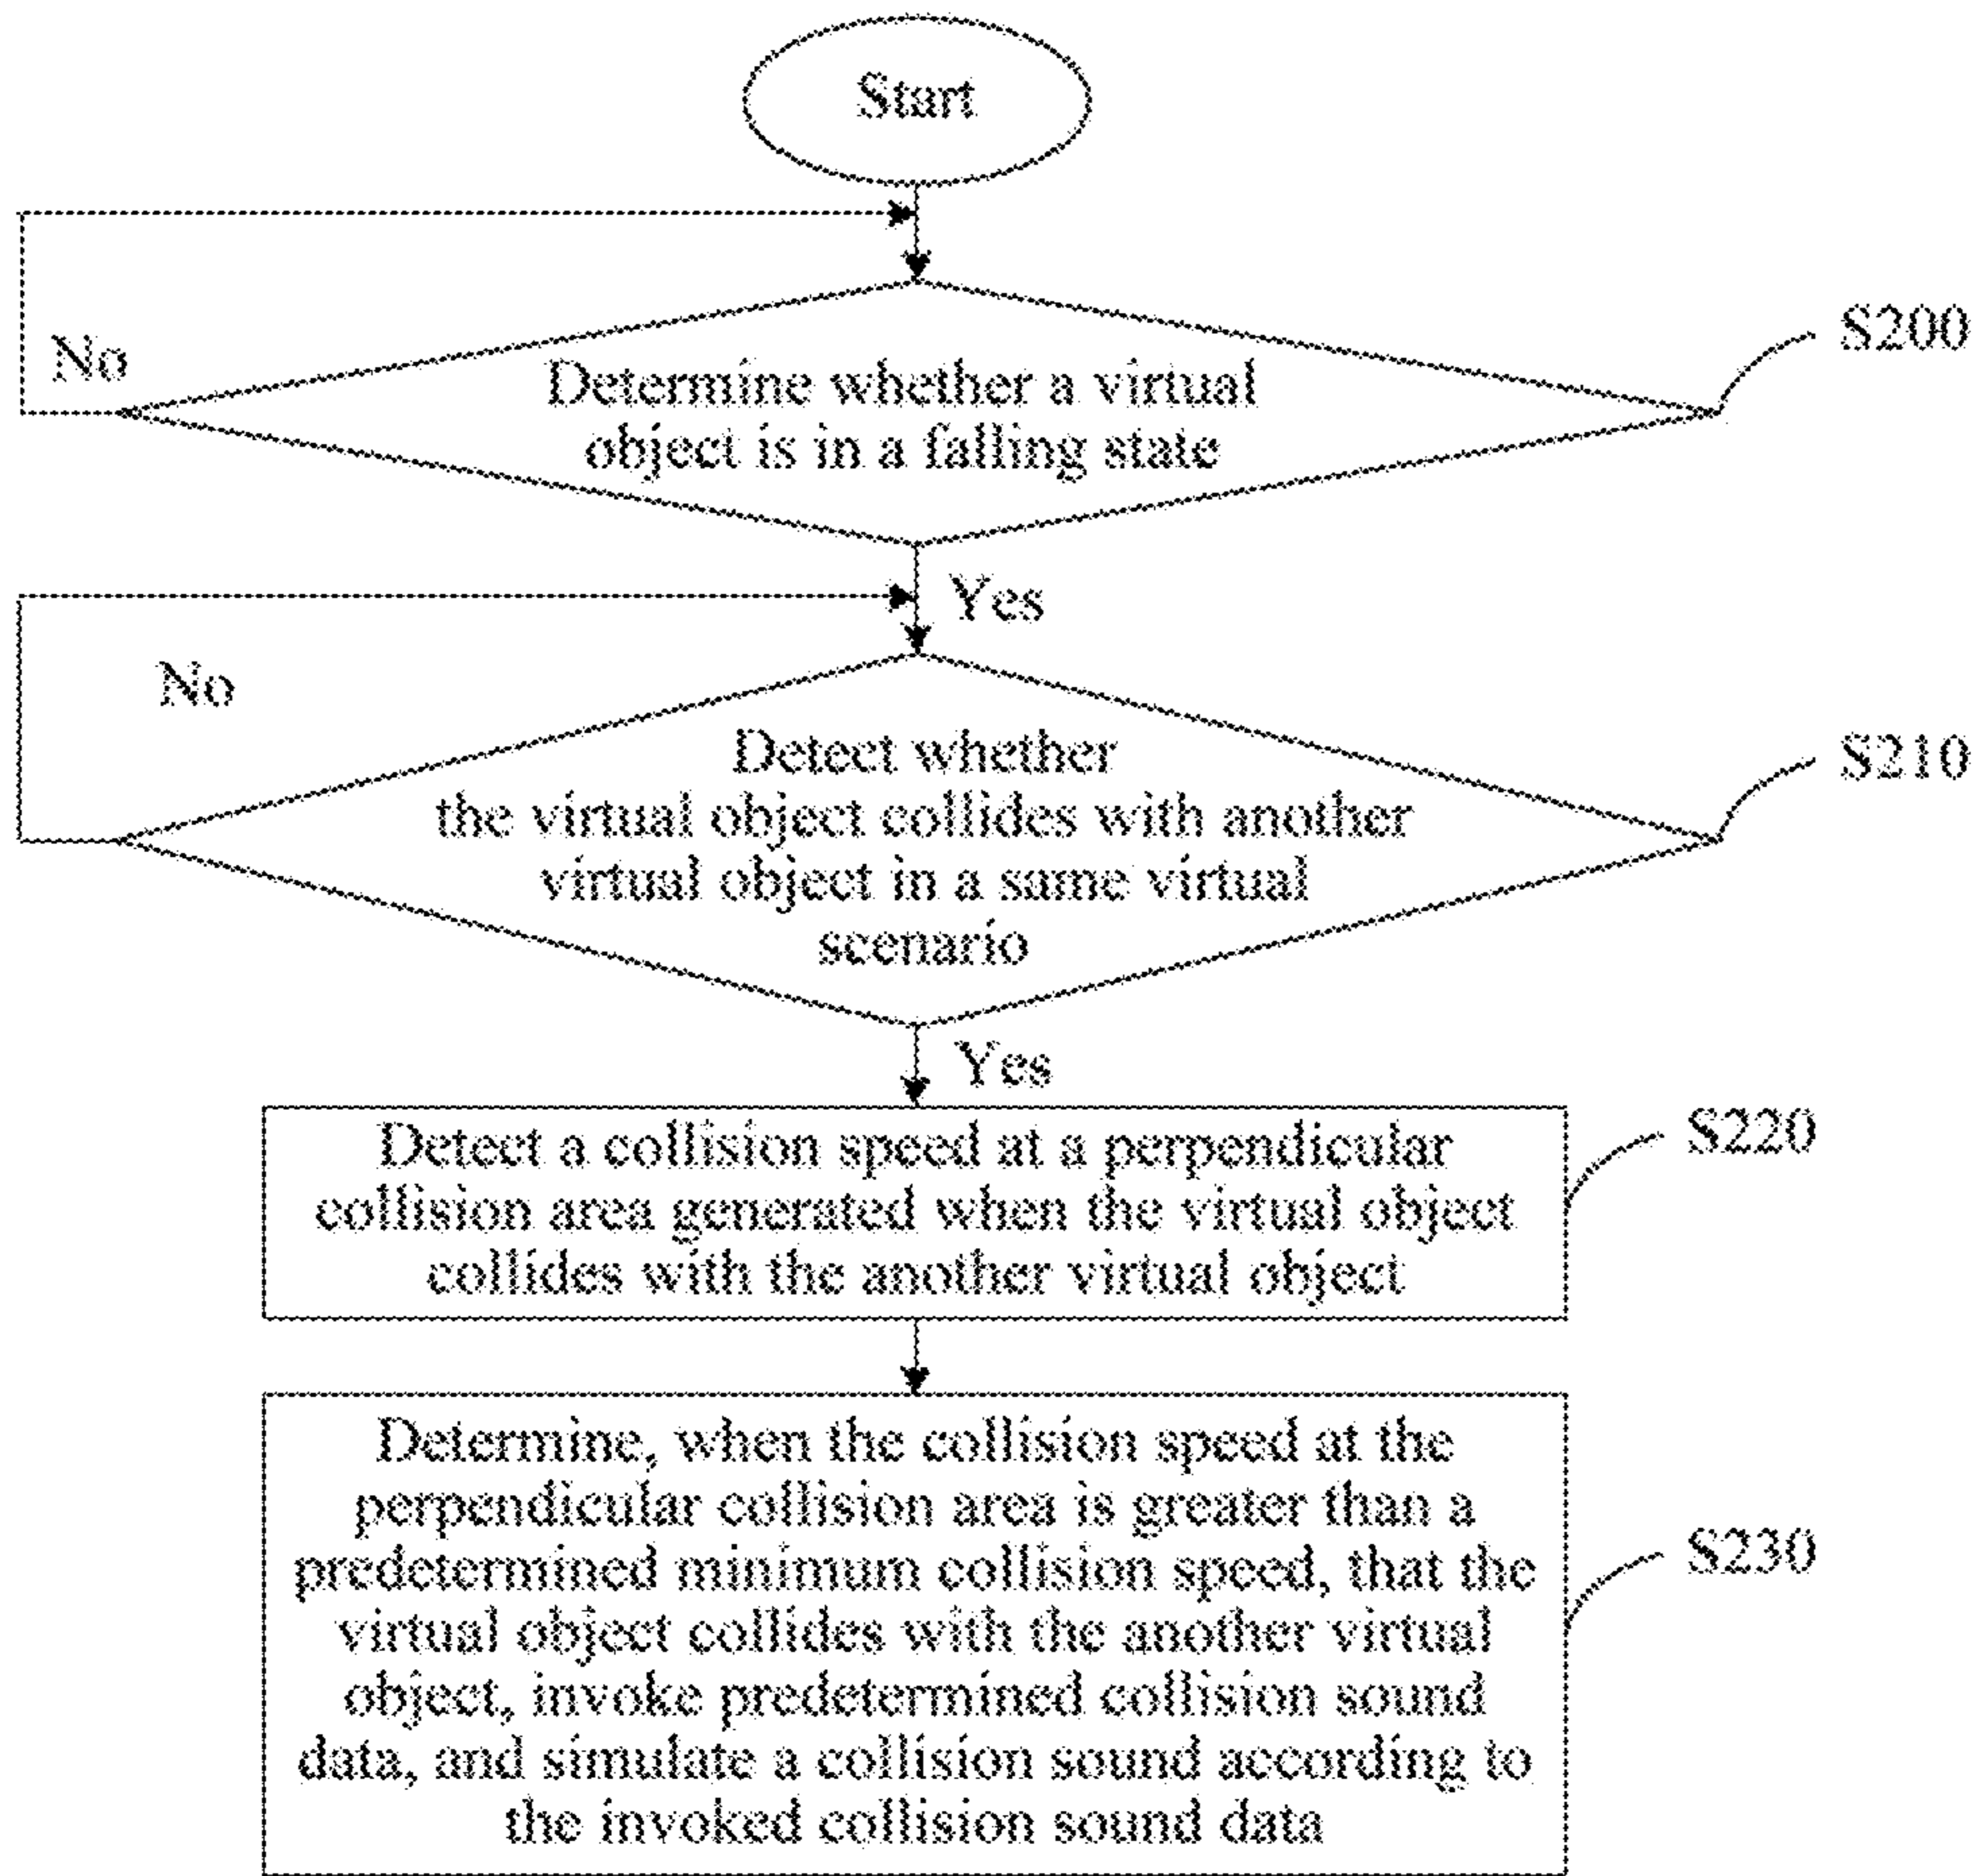 Start
No
Determine whether a virtual
object is in a falling state
S200
Yes
No
Detect whether
the virtual object collides with another
virtual object in a same virtual
scenario
S210
Yes
Detect a collision speed at a perpendicular
collision area generated when the virtual object
collides with the another virtual object
S220
Determine, when the collision speed at the
perpendicular collision area is greater than a
predetermined minimum collision speed, that the
virtual object collides with the another virtual
object, invoke predetermined collision sound
data, and simulate a collision sound according to
the invoked collision sound data
S230